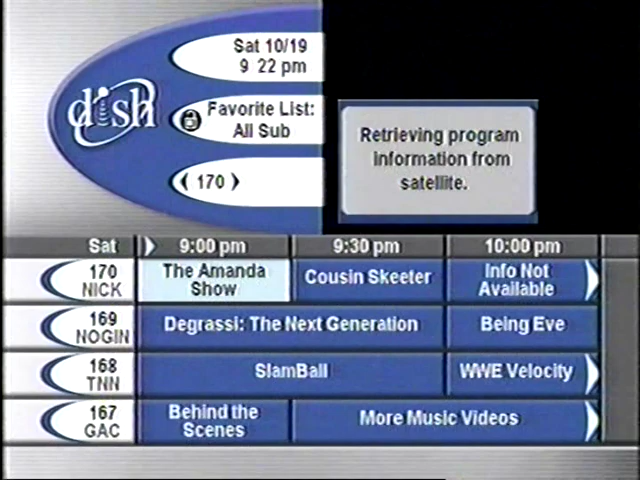 Sat 10/19
9 22 pm
dish
Favorite List:
All Sub
170
Retrieving program
information from
satellite.
Sat 9:00 pm 9:30 pm 10:00 pm
170
NICK
The Amanda
Show
Cousin Skeeter
Info Not
Available
169
NOGIN
Degrassi: The Next Generation
Being Eve
168
TNN
SlamBall
WWE Velocity
167
GAC
Behind the
Scenes
More Music Videos